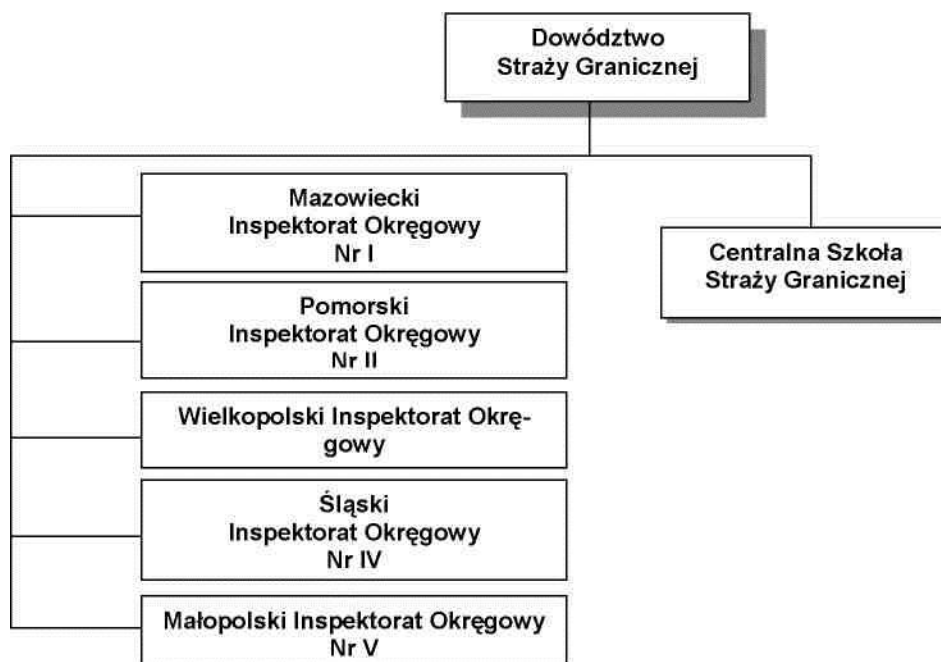 Dowództwo
Straży Granicznej
Mazowiecki
Inspektorat Okręgowy
Nr I
Centralna Szkoła
Straży Granicznej
Pomorski
Inspektorat Okręgowy
Nr II
Wielkopolski Inspektorat Okrę-
gowy
Śląski
Inspektorat Okręgowy
Nr IV
Małopolski Inspektorat Okręgowy
Nr V